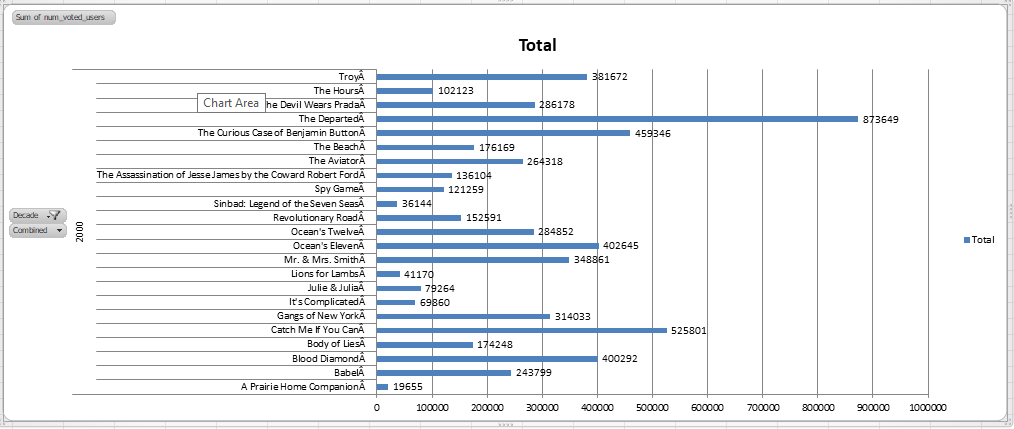 Sum of num_voted_users
Total
TroyÂ 381672
The HoursÂ 102123
Chart Area
he Devil Wears PradaÂ 286178
The DepartedÂ 873649
The Curious Case of Benjamin ButtonÂ 459346
The BeachÂ 176169
The AviatorÂ 264318
The Assassination of Jesse James by the Coward Robert FordÂ 136104
Spy GameÂ 121259
Sinbad: Legend of the Seven SeasÂ 36144
Decade
Revolutionary RoadÂ 152591
Combined
2000
Ocean's TwelveÂ 284852
Ocean's ElevenÂ 402645
Total
Mr. & Mrs. SmithÂ 348861
Lions for LambsÂ 41170
Julie & JuliaÂ 79264
It's ComplicatedÂ 69860
Gangs of New YorkÂ 314033
Catch Me If You CanÂ 525801
Body of LiesÂ 174248
Blood DiamondÂ 400292
BabelÂ 243799
A Prairie Home CompanionÂ 19655
0 100000 200000 300000 400000 500000 600000 700000 800000 900000 1000000